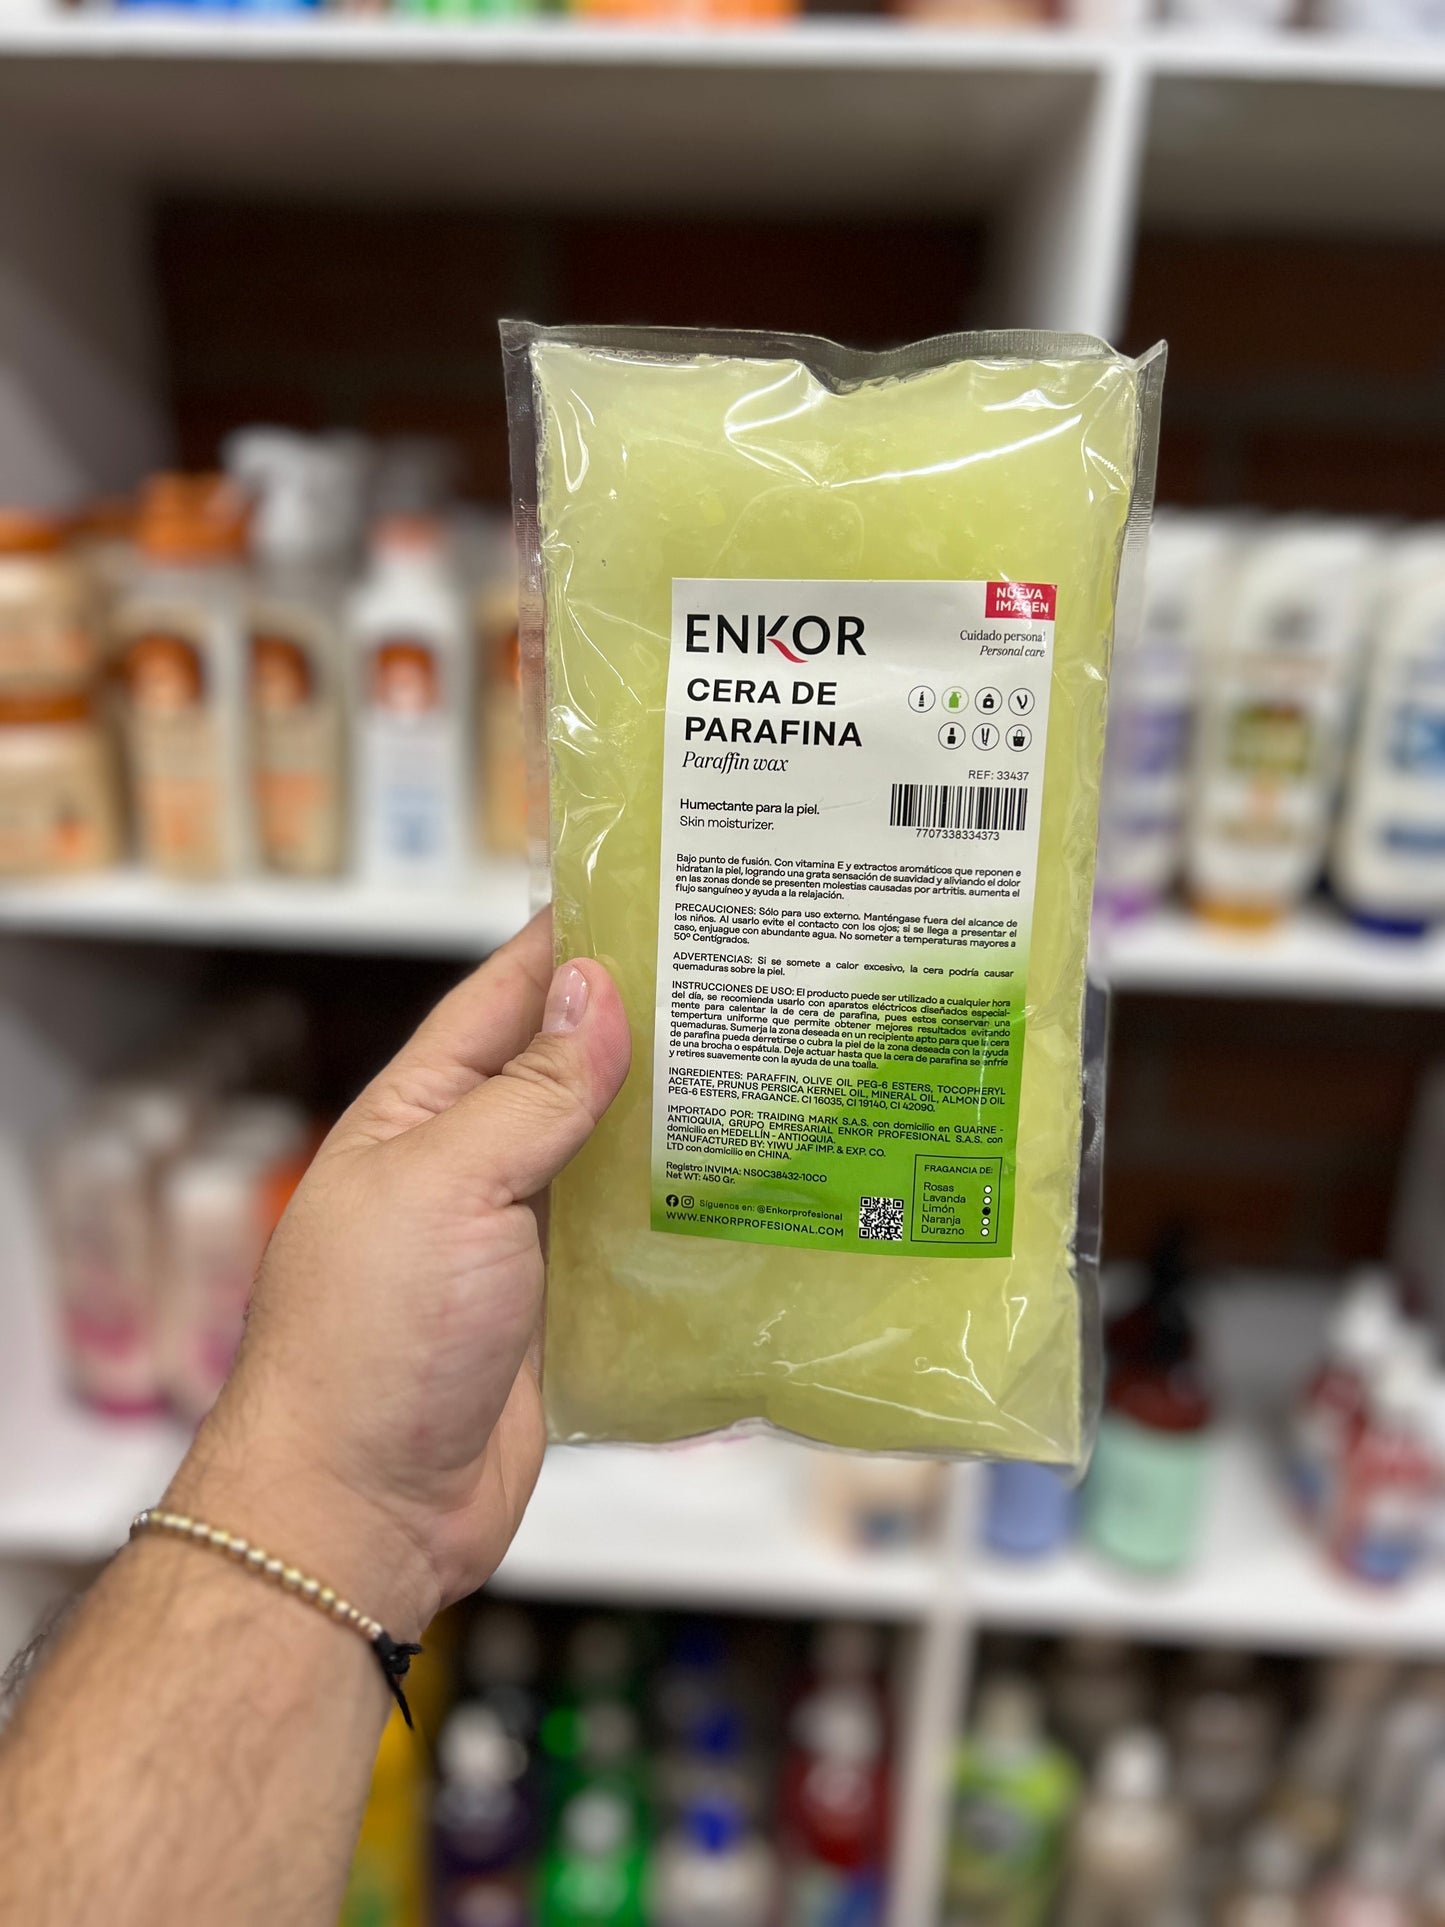 NUEVA
IMAGEN
ENKOR
Cuidado personal
Personal care
CERA DE
PARAFINA
Paraffin wax
REF: 33437
7707338334373
Humectante para la piel.
Skin moisturizer.
Bajo punto de fusión. Con vitamina E y extractos aromáticos que reponen e
hidratan la piel, logrando una grata sensación de suavidad y aliviando el dolor
en las zonas donde se presenten molestias causadas por artritis. aumenta el
flujo sanguíneo y ayuda a la relajación.
PRECAUCIONES: Sólo para uso externo. Manténgase fuera del alcance de
los niños. Al usarlo evite el contacto con los ojos; si se llega a presentar el
caso, enjuague con abundante agua. No someter a temperaturas mayores a
50º Centígrados.
ADVERTENCIAS: Si se somete a calor excesivo, la cera podría causar
quemaduras sobre la piel.
INSTRUCCIONES DE USO: El producto puede ser utilizado a cualquier hora
del día, se recomienda usarlo con aparatos eléctricos diseñados especial-
mente para calentar la de cera de parafina, pues estos conservan una
tempertura uniforme que permite obtener mejores resultados evitando
quemaduras. Sumerja la zona deseada en un recipiente apto para que la cera
de parafina pueda derretirse o cubra la piel de la zona deseada con la ayuda
de una brocha o espátula. Deje actuar hasta que la cera de parafina se enfríe
y retires suavemente con la ayuda de una toalla.
INGREDIENTES: PARAFFIN, OLIVE OIL PEG-6 ESTERS, TOCOPHERYL
ACETATE, PRUNUS PERSICA KERNEL OIL, MINERAL OIL, ALMOND OIL
PEG-6 ESTERS, FRAGANCE. CI 16035, CI 19140, CI 42090.
IMPORTADO POR: TRAIDING MARK S.A.S. con domicilio en GUARNE -
ANTIOQUIA, GRUPO EMRESARIAL ENKOR PROFESIONAL S.A.S. con
domicilio en MEDELLÍN - ANTIOQUIA.
MANUFACTURED BY: YIWU JAF IMP. & EXP. CO.
LTD con domicilio en CHINA.
Registro INVIMA: NSOC38432-10CO
Net WT: 450 Gr.
Síguenos en: @Enkorprofesional
WWW.ENKORPROFESIONAL.COM
FRAGANCIA DE:
Rosas
Lavanda
Limón
Naranja
Durazno